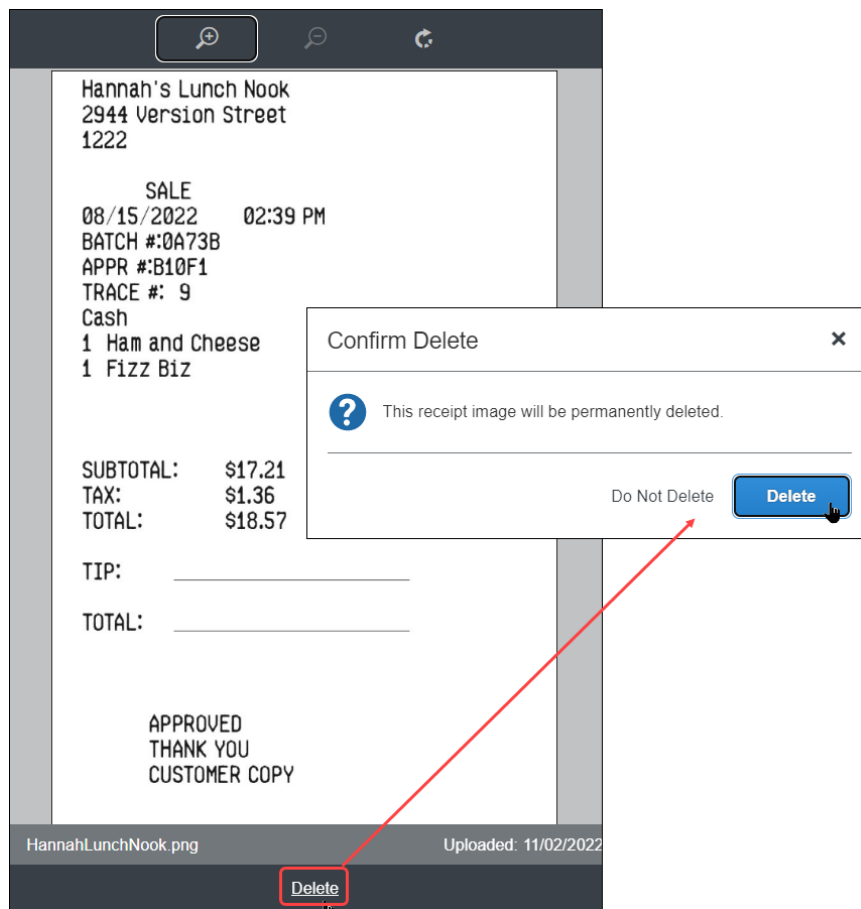 Hannah's Lunch Nook
2944 Version Street
1222
SALE
08/15/2022 02:39 PM
BATCH #:0A73B
APPR #:B10F1
TRACE #: 9
Cash
1 Ham and Cheese
1 Fizz Biz
SUBTOTAL: $17.21
TAX: $1.36
TOTAL: $18.57
TIP:
TOTAL:
APPROVED
THANK YOU
CUSTOMER COPY
HannahLunchNook.png Uploaded: 11/02/2022
Delete
Confirm Delete
This receipt image will be permanently deleted.
Do Not Delete Delete